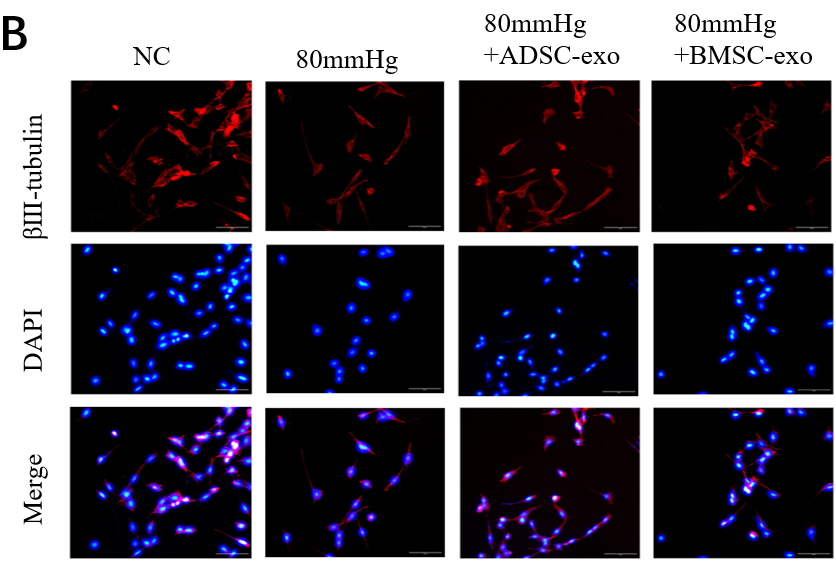 B
NC
80mmHg
80mmHg
+ADSC-exo
80mmHg
+BMSC-exo
βIII-tubulin
DAPI
Merge